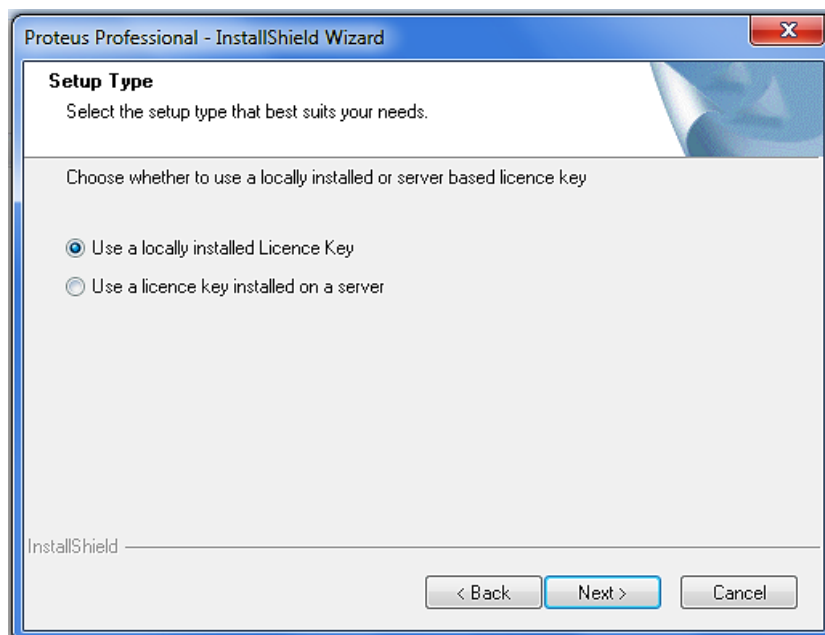 Proteus Professional - InstallShield Wizard
Setup Type
Select the setup type that best suits your needs.
Choose whether to use a locally installed or server based licence key
Use a locally installed Licence Key
Use a licence key installed on a server
InstallShield
< Back
Next >
Cancel